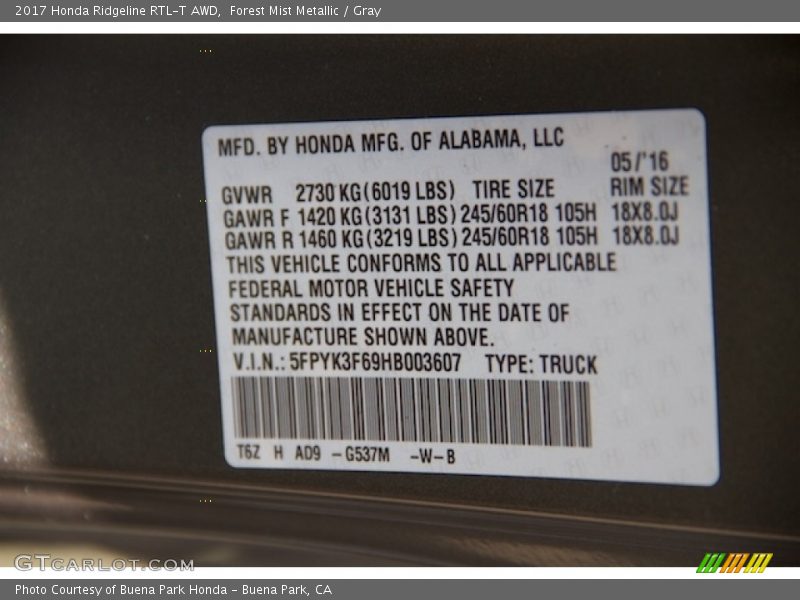 2017 Honda Ridgeline RTL-T AWD,  Forest Mist Metallic / Gray
MFD. BY HONDA MFG. OF ALABAMA, LLC
05/'16
GVWR 2730 KG(6019 LBS) TIRE SIZE RIM SIZE
GAWR F 1420 KG(3131 LBS) 245/60R18 105H 18X8.0J
GAWR R 1460 KG(3219 LBS) 245/60R18 105H 18X8.0J
THIS VEHICLE CONFORMS TO ALL APPLICABLE
FEDERAL MOTOR VEHICLE SAFETY
STANDARDS IN EFFECT ON THE DATE OF
MANUFACTURE SHOWN ABOVE.
V.I.N.: 5FPYK3F69HB003607 TYPE: TRUCK
T6Z H AD9 -G537M -W-B
GTCARLOT.COM
Photo Courtesy of Buena Park Honda - Buena Park, CA